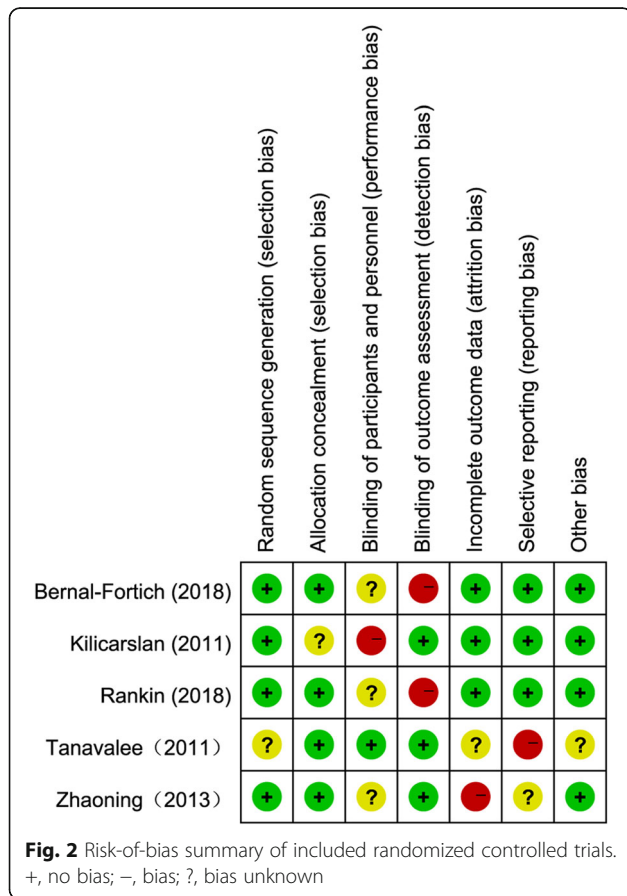 Random sequence generation (selection bias)
Allocation concealment (selection bias)
Blinding of participants and personnel (performance bias)
Blinding of outcome assessment (detection bias)
Incomplete outcome data (attrition bias)
Selective reporting (reporting bias)
Other bias
Bernal-Fortich (2018) + + ? − + + +
Kilicarslan (2011) + ? − + + + +
Rankin (2018) + + ? − + + +
Tanavalee（2011） ? + + + ? − ?
Zhaoning（2013） + + ? + − ? +
Fig. 2 Risk-of-bias summary of included randomized controlled trials.
+, no bias; −, bias; ?, bias unknown